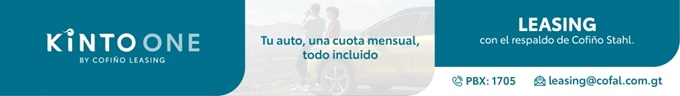 KINTO ONE
BY COFIÑO LEASING
Tu auto, una cuota mensual,
todo incluido
LEASING
con el respaldo de Cofiño Stahl.
PBX: 1705
leasing@cofal.com.gt